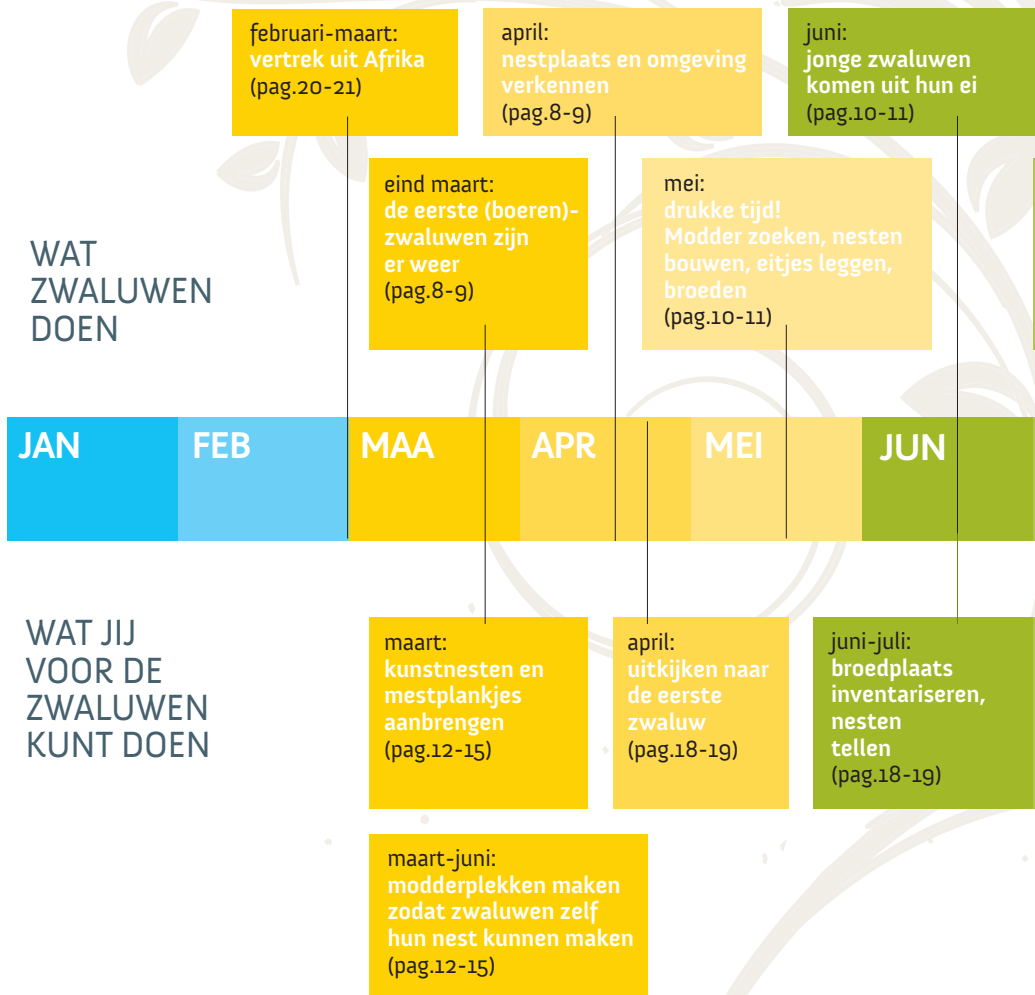 februari-maart:
vertrek uit Afrika
(pag.20-21)
april:
nestplaats en omgeving
verkennen
(pag.8-9)
juni:
jonge zwaluwen
komen uit hun ei
(pag.10-11)
eind maart:
de eerste (boeren)-
zwaluwen zijn
er weer
(pag.8-9)
mei:
drukke tijd!
Modder zoeken, nesten
bouwen, eitjes leggen,
broeden
(pag.10-11)
WAT
ZWALUWEN
DOEN
JAN FEB MAA APR MEI JUN
WAT JIJ
VOOR DE
ZWALUWEN
KUNT DOEN
maart:
kunstnesten en
mestplankjes
aanbrengen
(pag.12-15)
april:
uitkijken naar
de eerste
zwaluw
(pag.18-19)
juni-juli:
broedplaats
inventariseren,
nesten
tellen
(pag.18-19)
maart-juni:
modderplekken maken
zodat zwaluwen zelf
hun nest kunnen maken
(pag.12-15)